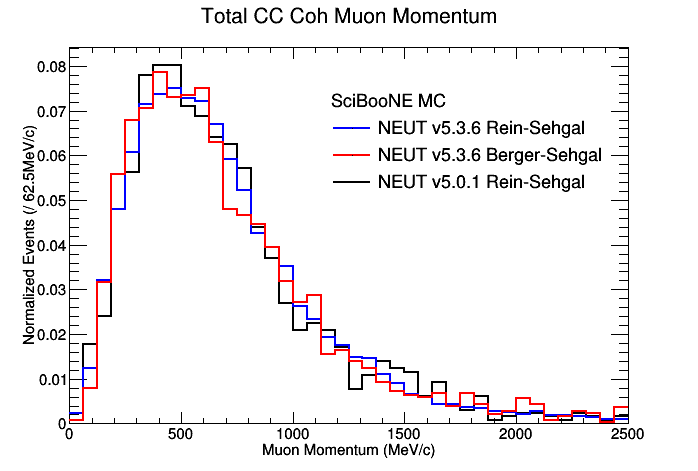 Total CC Coh Muon Momentum
Normalized Events (/ 62.5MeV/c)
0.08
0.07
0.06
0.05
0.04
0.03
0.02
0.01
0
SciBooNE MC
NEUT v5.3.6 Rein-Sehgal
NEUT v5.3.6 Berger-Sehgal
NEUT v5.0.1 Rein-Sehgal
0 500 1000 1500 2000 2500
Muon Momentum (MeV/c)